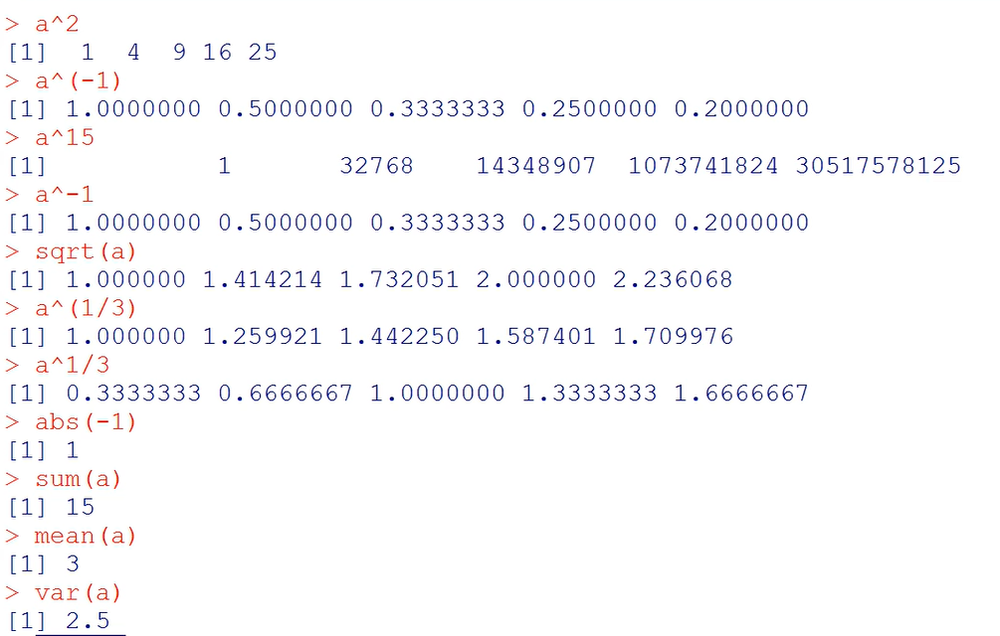 > a^2
[1]  1  4  9 16 25
> a^(-1)
[1] 1.0000000 0.5000000 0.3333333 0.2500000 0.2000000
> a^15
[1]           1       32768    14348907  1073741824 30517578125
> a^-1
[1] 1.0000000 0.5000000 0.3333333 0.2500000 0.2000000
> sqrt(a)
[1] 1.000000 1.414214 1.732051 2.000000 2.236068
> a^(1/3)
[1] 1.000000 1.259921 1.442250 1.587401 1.709976
> a^1/3
[1] 0.3333333 0.6666667 1.0000000 1.3333333 1.6666667
> abs(-1)
[1] 1
> sum(a)
[1] 15
> mean(a)
[1] 3
> var(a)
[1] 2.5